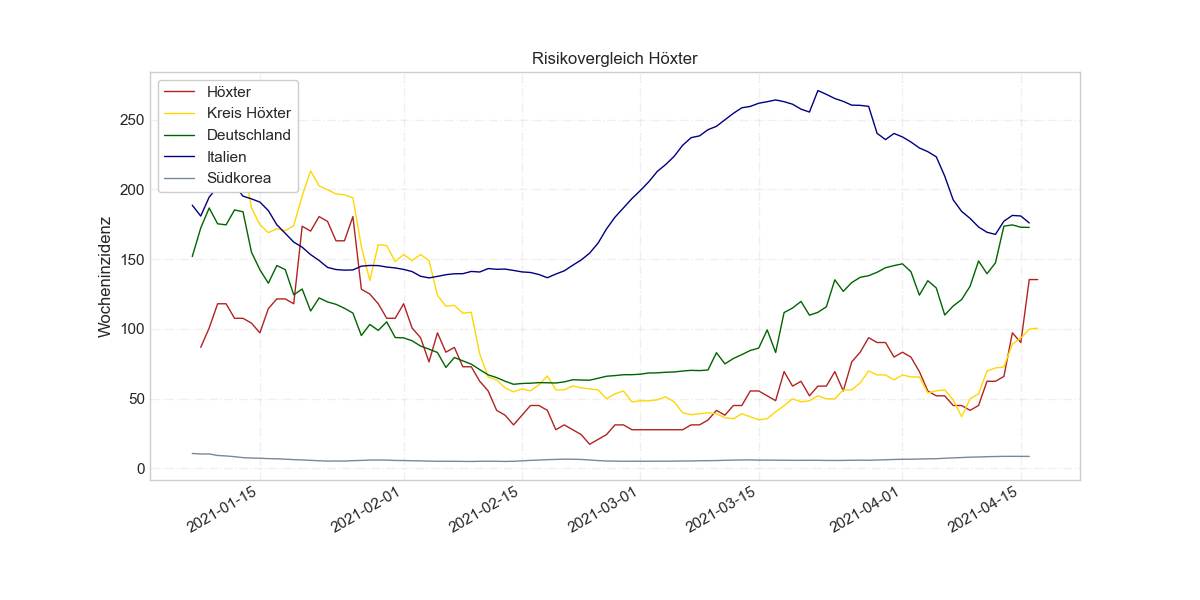 Risikovergleich Höxter
Höxter
Kreis Höxter
Deutschland
Italien
Südkorea
Wocheninzidenz
250
200
150
100
50
0
2021-01-15
2021-02-01
2021-02-15
2021-03-01
2021-03-15
2021-04-01
2021-04-15